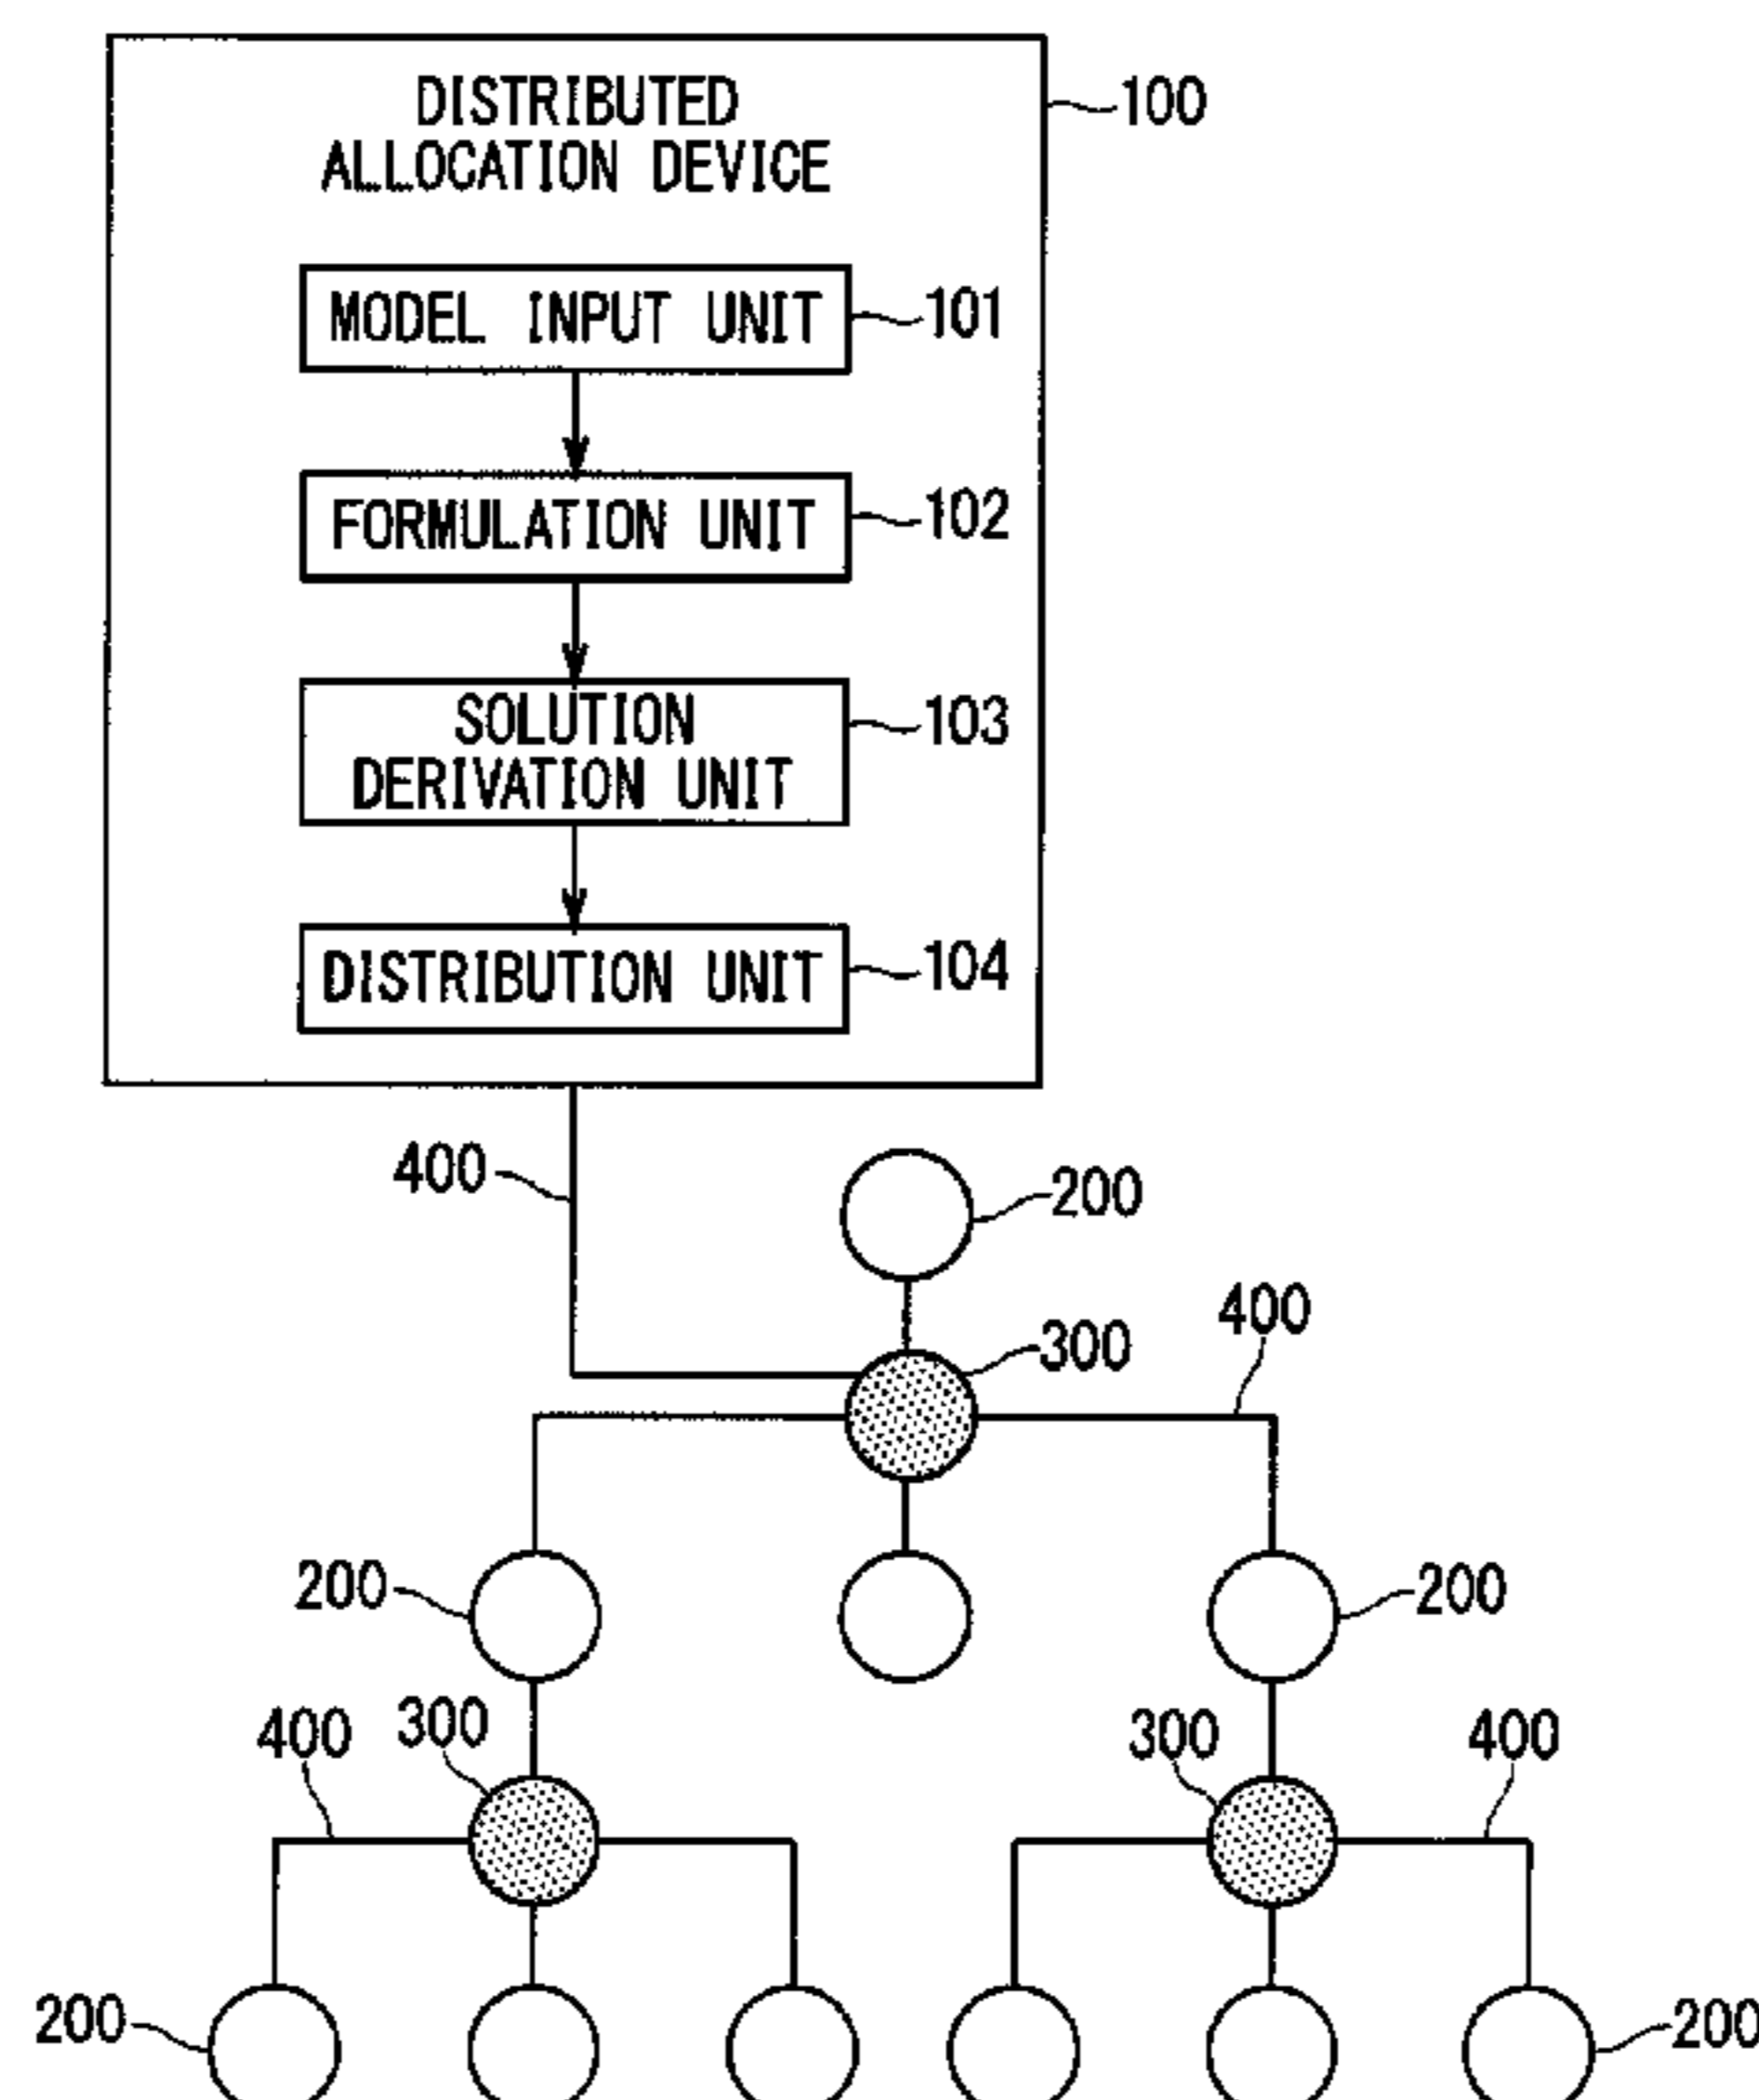 DISTRIBUTED
ALLOCATION DEVICE
100
MODEL INPUT UNIT
101
FORMULATION UNIT
102
SOLUTION
DERIVATION UNIT
103
DISTRIBUTION UNIT
104
400
200
400
300
200
200
400
300
300
400
200
200